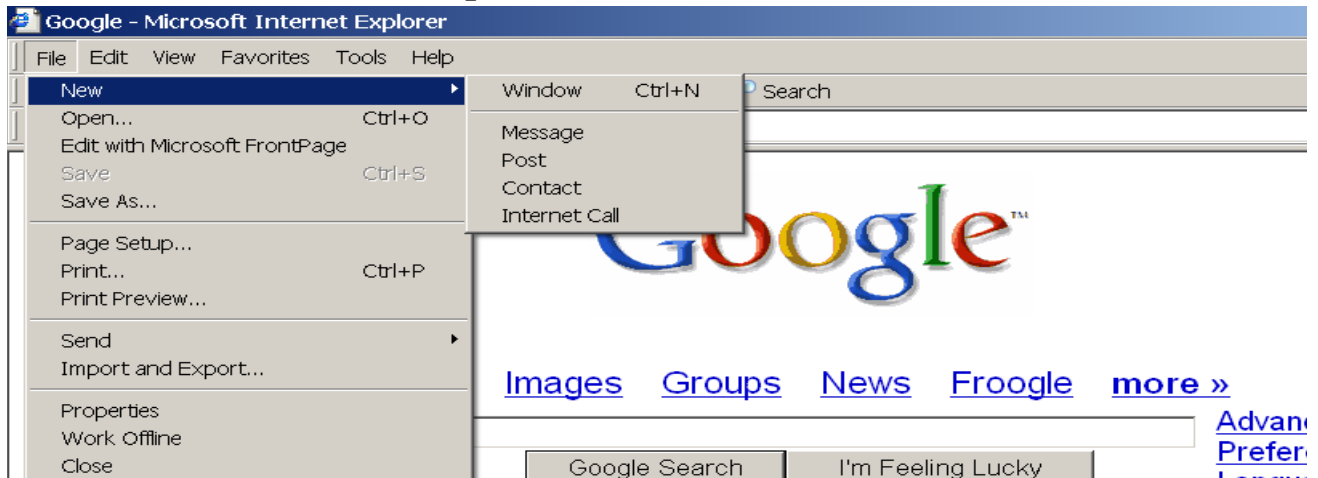 Google - Microsoft Internet Explorer
File Edit View Favorites Tools Help
New
Open... Ctrl+O
Edit with Microsoft FrontPage
Save Ctrl+S
Save As...
Page Setup...
Print... Ctrl+P
Print Preview...
Send
Import and Export...
Properties
Work Offline
Close
Window Ctrl+N
Message
Post
Contact
Internet Call
Search
Google™
Images Groups News Froogle more »
Google Search I'm Feeling Lucky